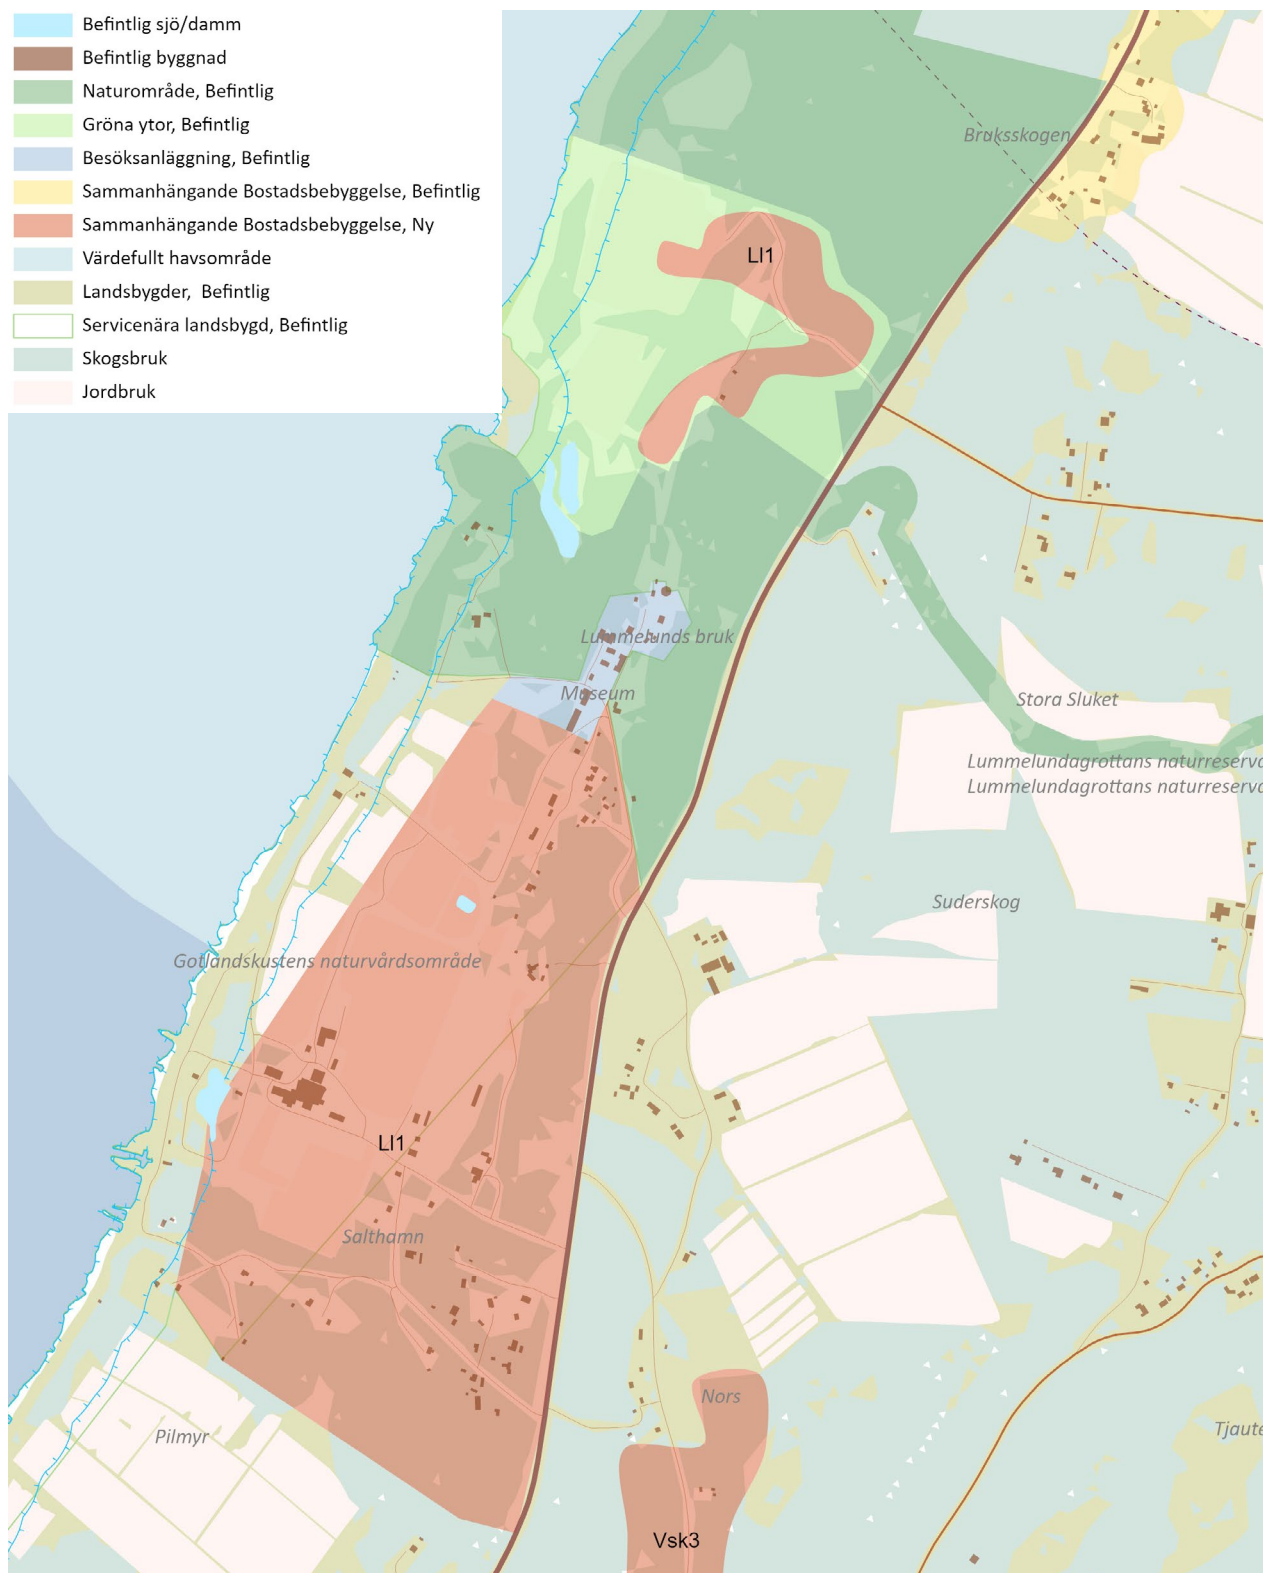 Befintlig sjö/damm
Befintlig byggnad
Naturområde, Befintlig
Gröna ytor, Befintlig
Besöksanläggning, Befintlig
Sammanhängande Bostadsbebyggelse, Befintlig
Sammanhängande Bostadsbebyggelse, Ny
Värdefullt havsområde
Landsbygder, Befintlig
Servicenära landsbygd, Befintlig
Skogsbruk
Jordbruk
Bruksskogen
Ll1
Lummelunds bruk
Museum
Stora Sluket
Lummelundagrottans naturreserva
Lummelundagrottans naturreserva
Suderskog
Gotlandskustens naturvårdsområde
Ll1
Salthamn
Nors
Pilmyr
Tjaute
Vsk3